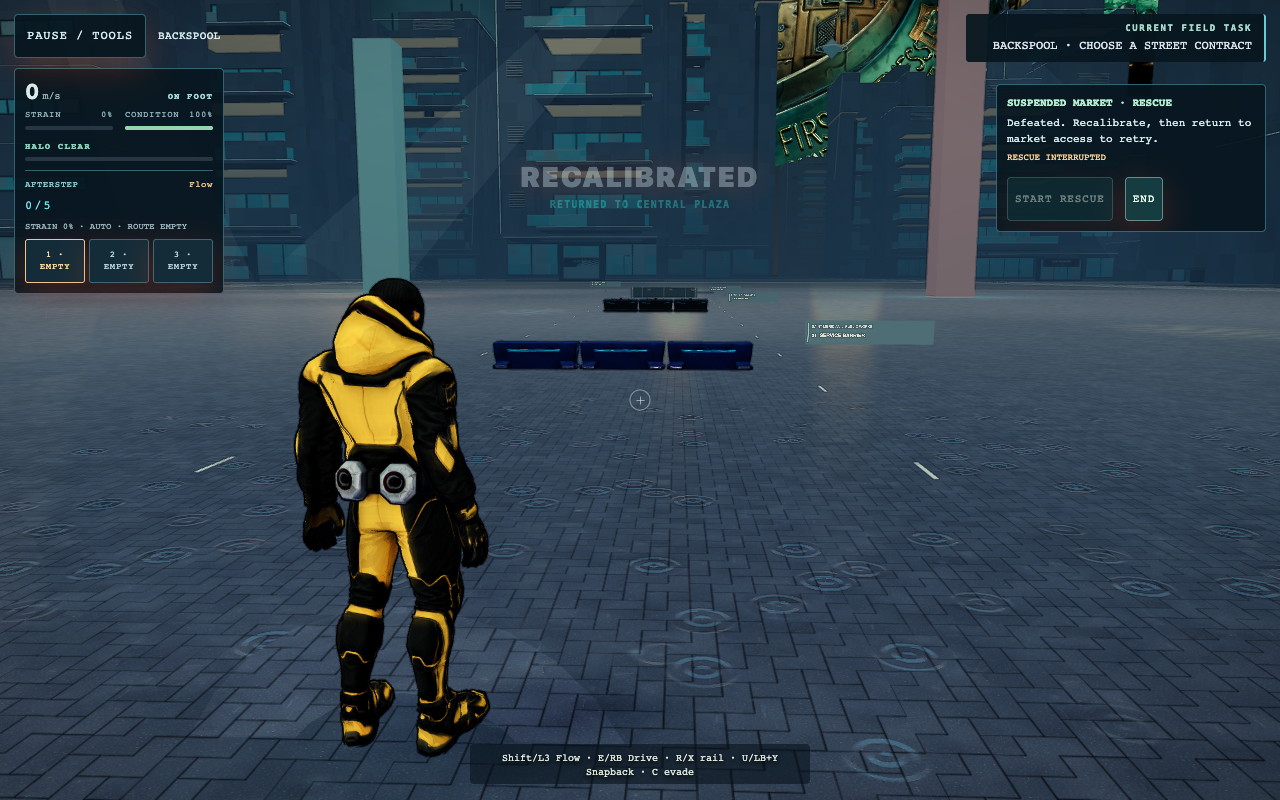 PAUSE / TOOLS
BACKSPOOL
0 m/s
ON FOOT
STRAIN 0%
CONDITION 100%
HALO CLEAR
AFTERSTEP
Flow
0/5
STRAIN 0% · AUTO · ROUTE EMPTY
1 · EMPTY
2 · EMPTY
3 · EMPTY
FIRS
RECALIBRATED
RETURNED TO CENTRAL PLAZA
CURRENT FIELD TASK
BACKSPOOL · CHOOSE A STREET CONTRACT
SUSPENDED MARKET · RESCUE
Defeated. Recalibrate, then return to
market access to retry.
RESCUE INTERRUPTED
START RESCUE
END
Shift/L3 Flow · E/RB Drive · R/X rail · U/LB+Y
Snapback · C evade